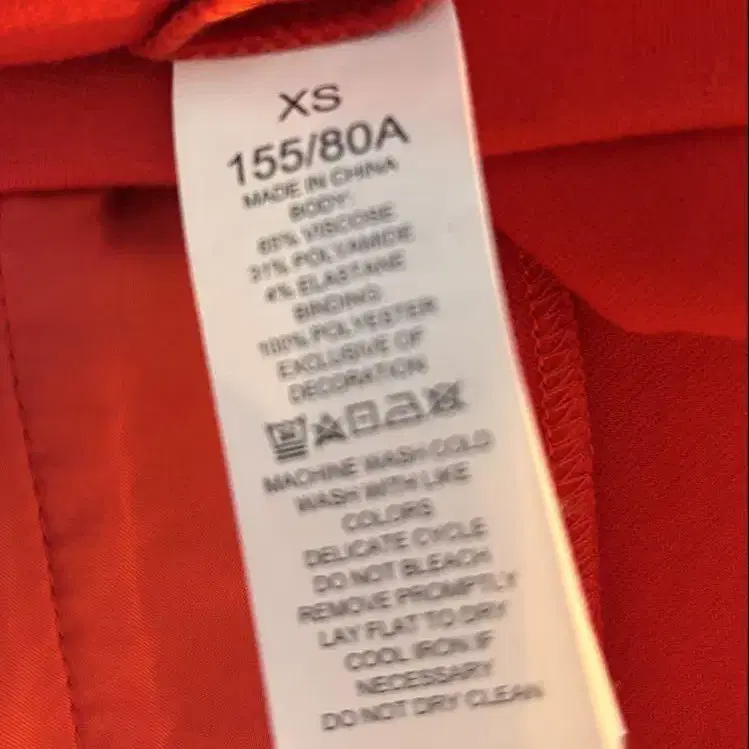 XS
155/80A
MADE IN CHINA
BODY:
65% VISCOSE
31% POLYAMIDE
4% ELASTANE
BINDING
100% POLYESTER
EXCLUSIVE OF
DECORATION
MACHINE WASH COLD
WASH WITH LIKE
COLORS
DELICATE CYCLE
DO NOT BLEACH
REMOVE PROMPTLY
LAY FLAT TO DRY
COOL IRON IF
NECESSARY
DO NOT DRY CLEAN